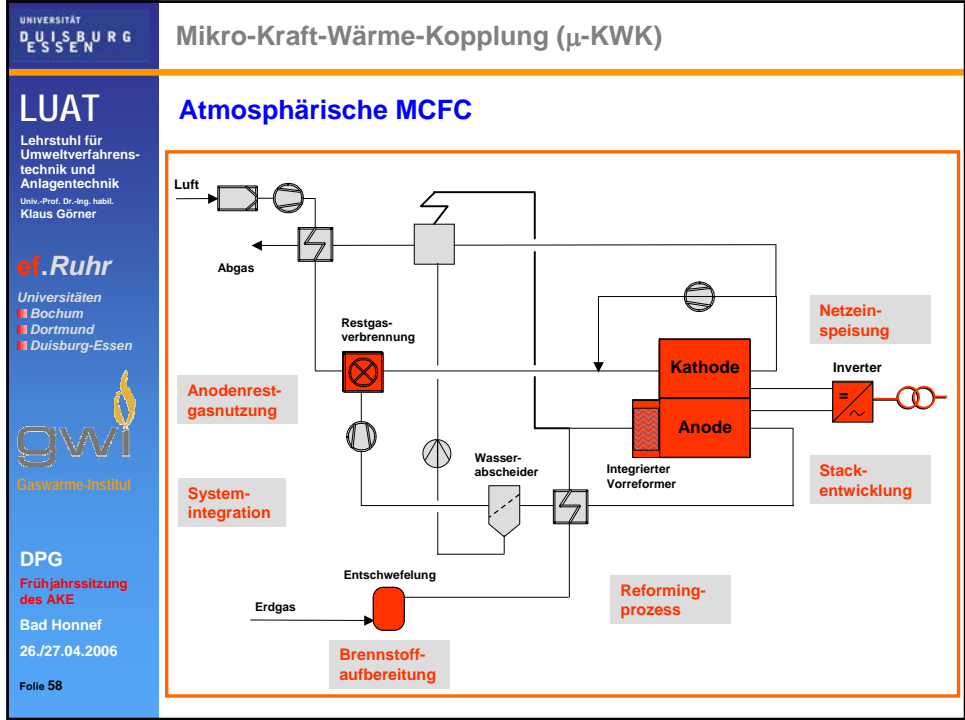 UNIVERSITÄT
DUISBURG
ESSEN
Mikro-Kraft-Wärme-Kopplung (μ-KWK)
LUAT
Lehrstuhl für
Umweltverfahrens-
technik und
Anlagentechnik
Univ.-Prof. Dr.-Ing. habil.
Klaus Görner
ef.Ruhr
Universitäten
Bochum
Dortmund
Duisburg-Essen
gwi
Gaswärme-Institut
DPG
Frühjahrssitzung
des AKE
Bad Honnef
26./27.04.2006
Folie 58
Atmosphärische MCFC
Luft
Abgas
Restgas-
verbrennung
Anodenrest-
gasnutzung
System-
integration
Wasser-
abscheider
Kathode
Anode
Integrierter
Vorreformer
Netzein-
speisung
Inverter
=
~
Stack-
entwicklung
Entschwefelung
Erdgas
Reforming-
prozess
Brennstoff-
aufbereitung